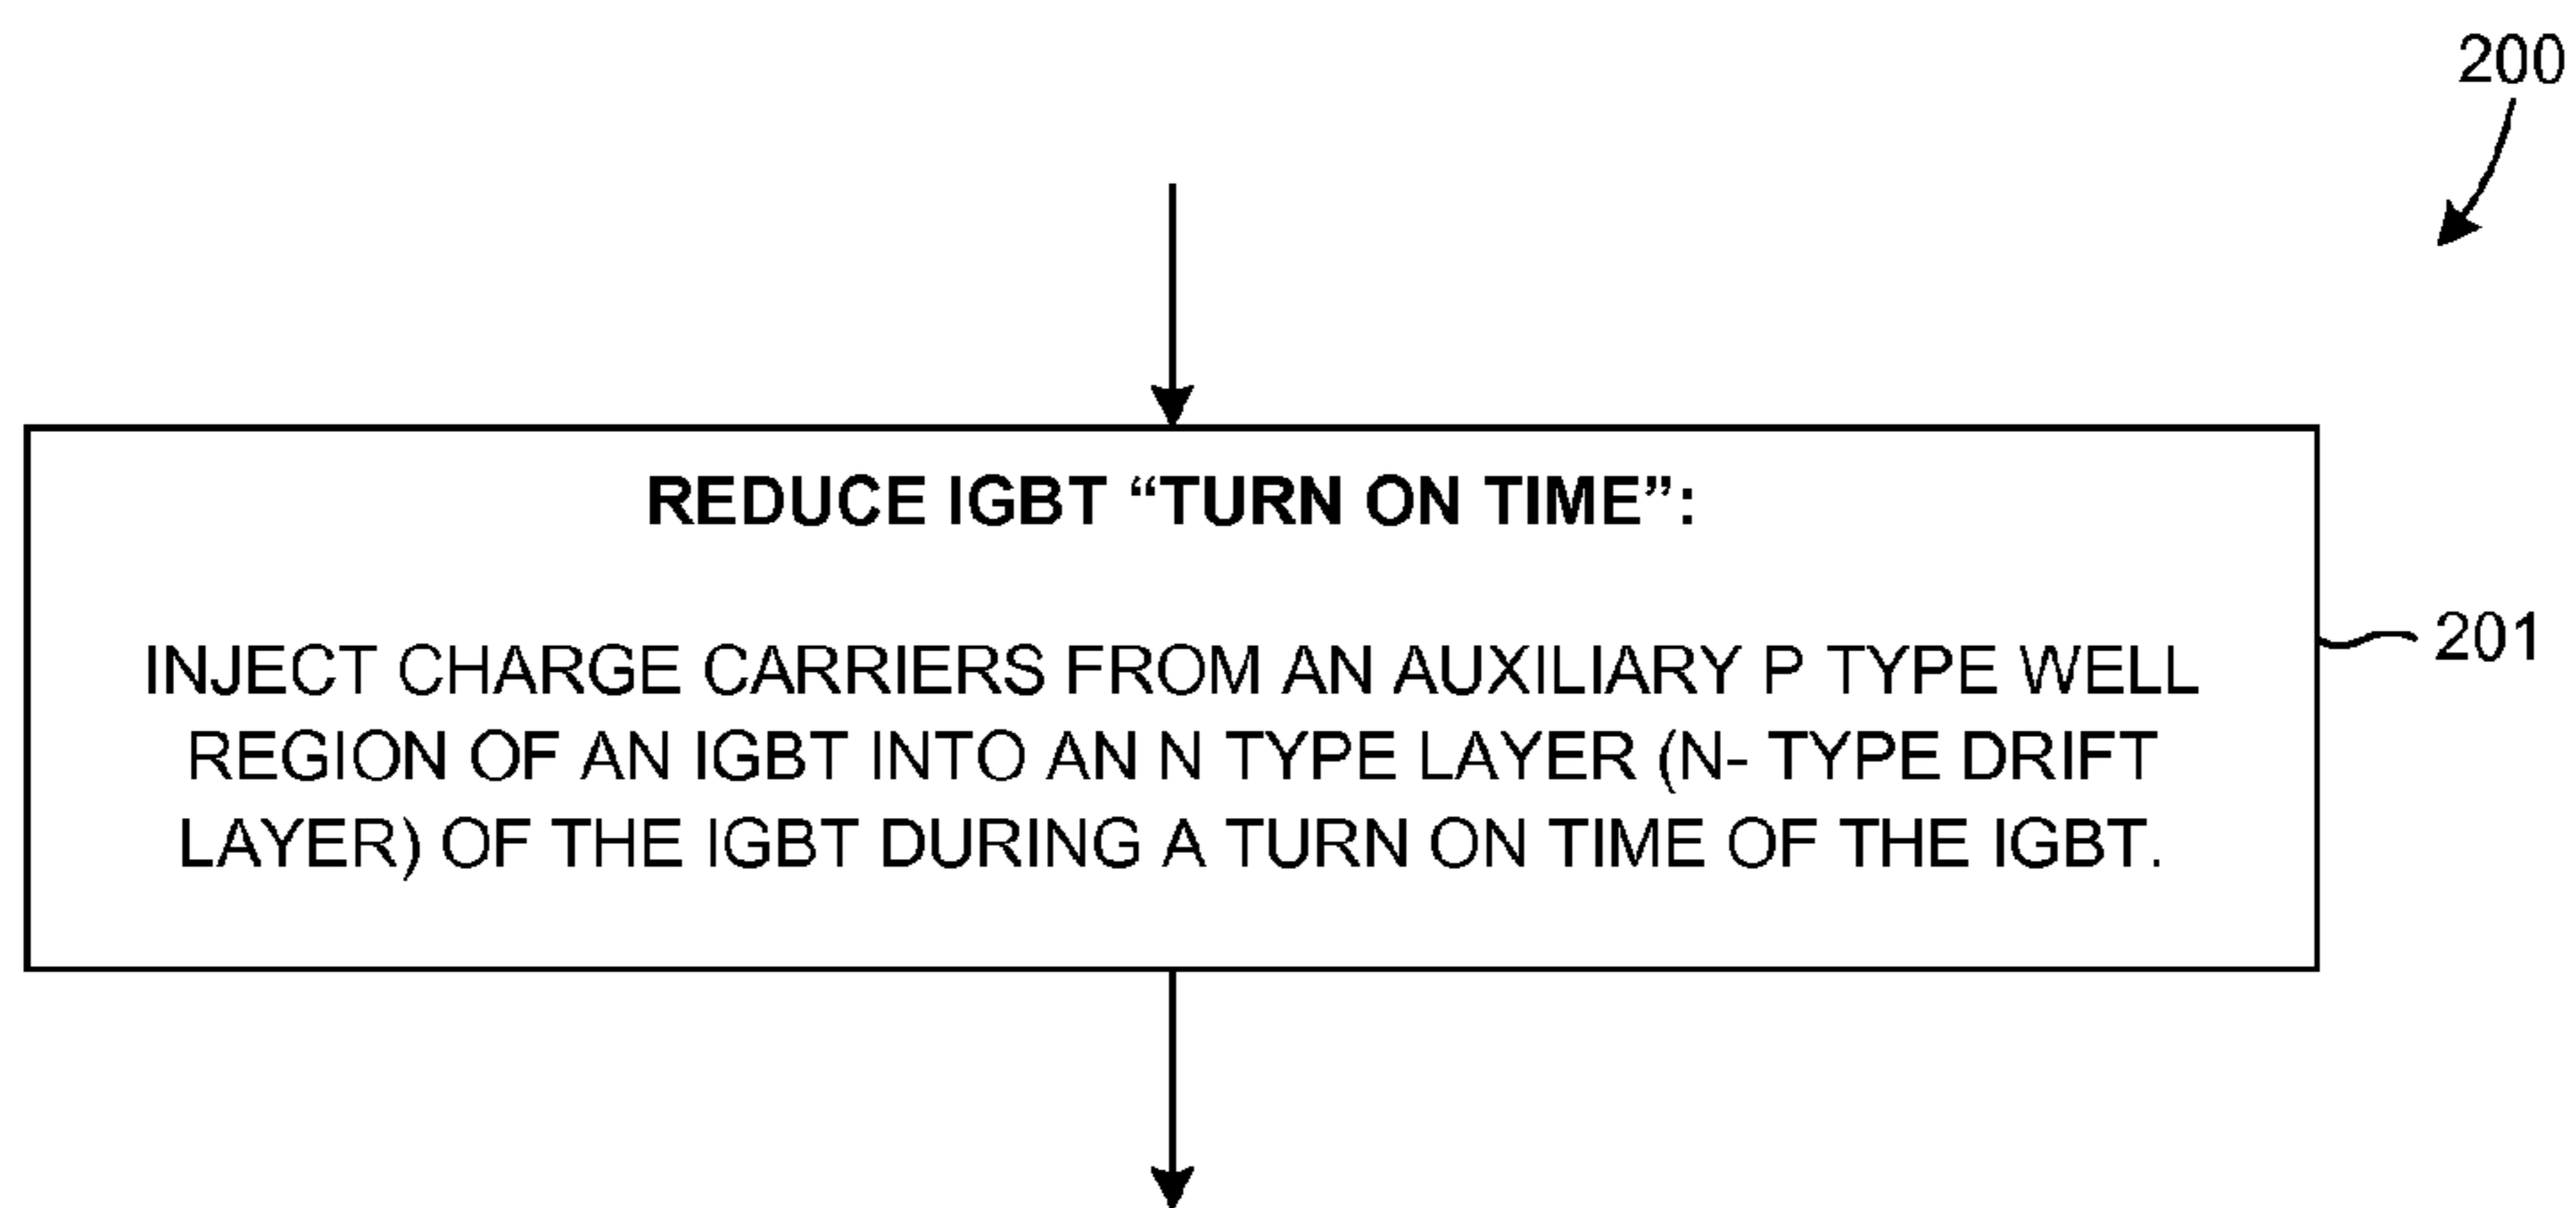 200
REDUCE IGBT “TURN ON TIME”:
INJECT CHARGE CARRIERS FROM AN AUXILIARY P TYPE WELL
REGION OF AN IGBT INTO AN N TYPE LAYER (N- TYPE DRIFT
LAYER) OF THE IGBT DURING A TURN ON TIME OF THE IGBT.
201